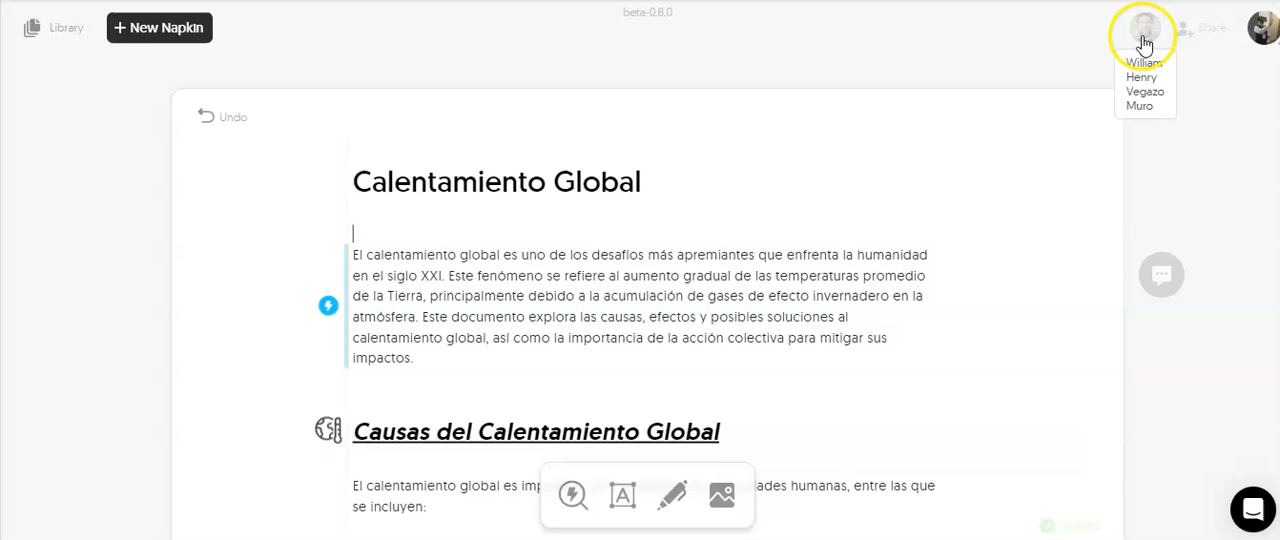 beta-0.8.0
Library
+ New Napkin
Share
William
Henry
Vegazo
Muro
Undo
Calentamiento Global
El calentamiento global es uno de los desafíos más apremiantes que enfrenta la humanidad
en el siglo XXI. Este fenómeno se refiere al aumento gradual de las temperaturas promedio
de la Tierra, principalmente debido a la acumulación de gases de efecto invernadero en la
atmósfera. Este documento explora las causas, efectos y posibles soluciones al
calentamiento global, así como la importancia de la acción colectiva para mitigar sus
impactos.
Causas del Calentamiento Global
El calentamiento global es humanas, entre las que
se incluyen:
A